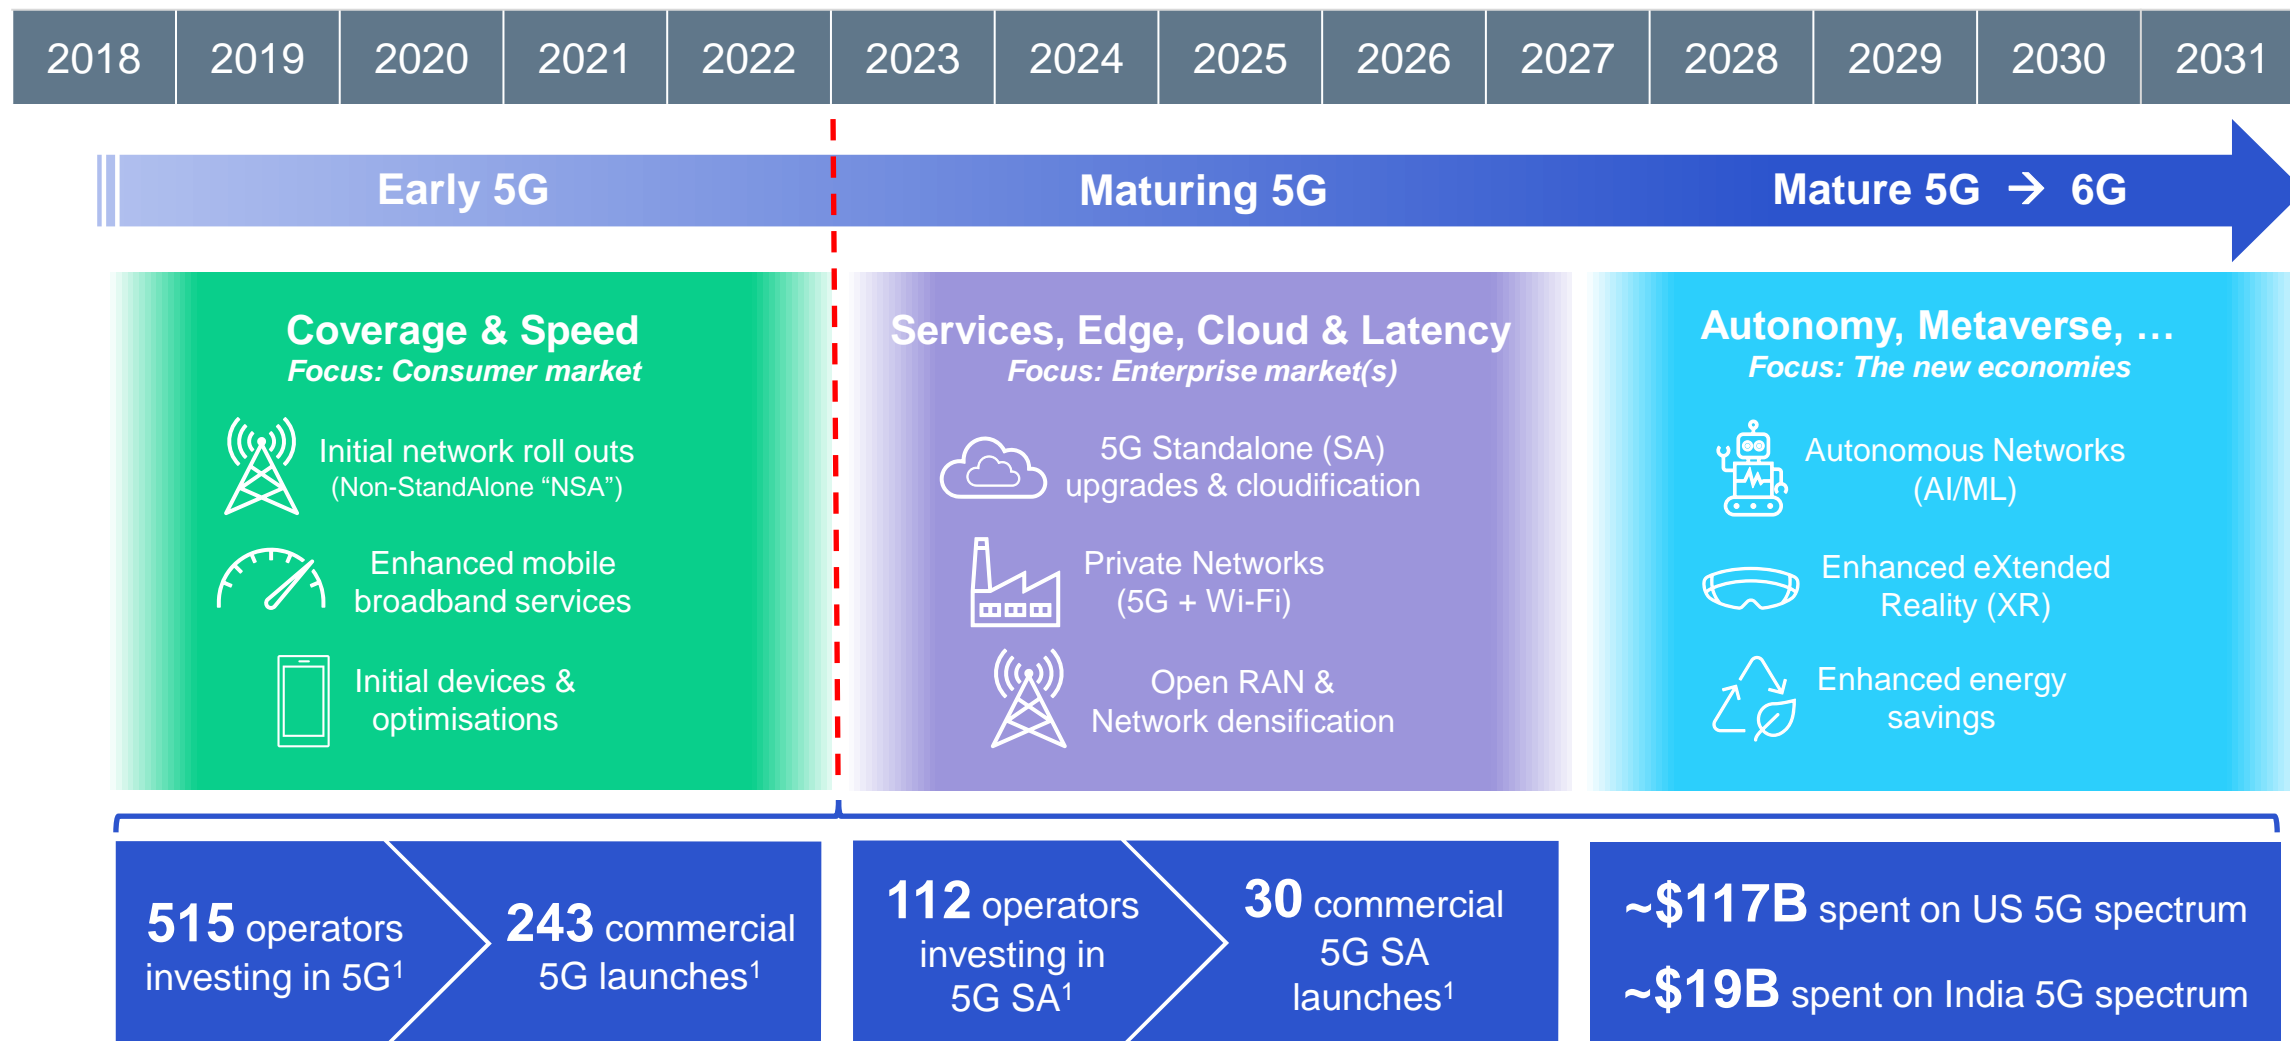 2018 2019 2020 2021 2022 2023 2024 2025 2026 2027 2028 2029 2030 2031
Early 5G
Maturing 5G
Mature 5G → 6G
Coverage & Speed
Focus: Consumer market
Initial network roll outs
(Non-StandAlone “NSA”)
Enhanced mobile
broadband services
Initial devices &
optimisations
Services, Edge, Cloud & Latency
Focus: Enterprise market(s)
5G Standalone (SA)
upgrades & cloudification
Private Networks
(5G + Wi-Fi)
Open RAN &
Network densification
Autonomy, Metaverse, …
Focus: The new economies
Autonomous Networks
(AI/ML)
Enhanced eXtended
Reality (XR)
Enhanced energy
savings
515 operators
investing in 5G¹
243 commercial
5G launches¹
112 operators
investing in
5G SA¹
30 commercial
5G SA
launches¹
~$117B spent on US 5G spectrum
~$19B spent on India 5G spectrum